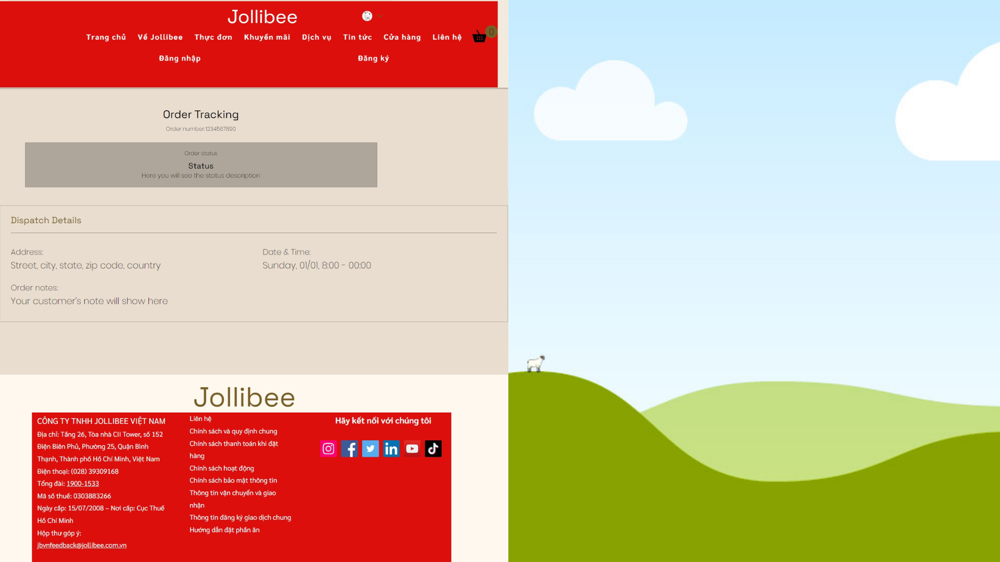 Jollibee
Trang chủ Về Jollibee Thực đơn Khuyến mãi Dịch vụ Tin tức Cửa hàng Liên hệ 0
Đăng nhập Đăng ký
Order Tracking
Order number:1234567890
Order status
Status
Here you will see the status description
Dispatch Details
Address:
Street, city, state, zip code, country
Date & Time:
Sunday, 01/01, 8:00 - 00:00
Order notes:
Your customer's note will show here
Jollibee
CÔNG TY TNHH JOLLIBEE VIỆT NAM
Địa chỉ: Tầng 26, Tòa nhà CII Tower, số 152
Điện Biên Phủ, Phường 25, Quận Bình
Thạnh, Thành phố Hồ Chí Minh, Việt Nam
Điện thoại: (028) 39309168
Tổng đài: 1900-1533
Mã số thuế: 0303883266
Ngày cấp: 15/07/2008 – Nơi cấp: Cục Thuế
Hồ Chí Minh
Hộp thư góp ý:
jbvnfeedback@jollibee.com.vn
Liên hệ
Chính sách và quy định chung
Chính sách thanh toán khi đặt
hàng
Chính sách hoạt động
Chính sách bảo mật thông tin
Thông tin vận chuyển và giao
nhận
Thông tin đăng ký giao dịch chung
Hướng dẫn đặt phần ăn
Hãy kết nối với chúng tôi